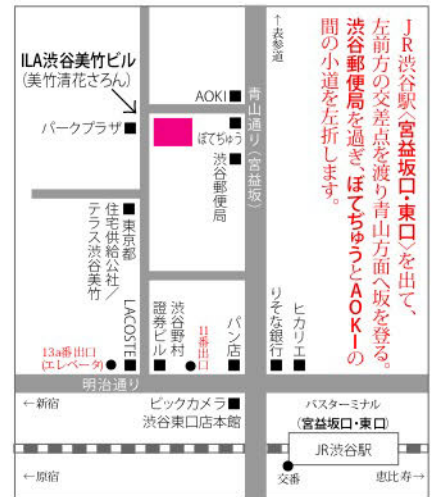 JR渋谷駅〈宮益坂口・東口〉を出て、
左前方の交差点を渡り青山方面へ坂を登る。
渋谷郵便局を過ぎ、ぼてぢゅうとAOKIの
間の小道を左折します。
↑表参道
青山通り(宮益坂)
ILA渋谷美竹ビル
(美竹清花さろん)
AOKI
パークプラザ
ぼてぢゅう
渋谷郵便局
東京都
住宅供給公社/
テラス渋谷美竹
LACOSTE
渋谷野村
證券ビル
11番出口
パン店
りそな銀行
ヒカリエ
13a番出口
(エレベータ)
明治通り
←新宿
ビックカメラ
渋谷東口店本館
バスターミナル
(宮益坂口・東口)
JR渋谷駅
←原宿
交番
恵比寿→